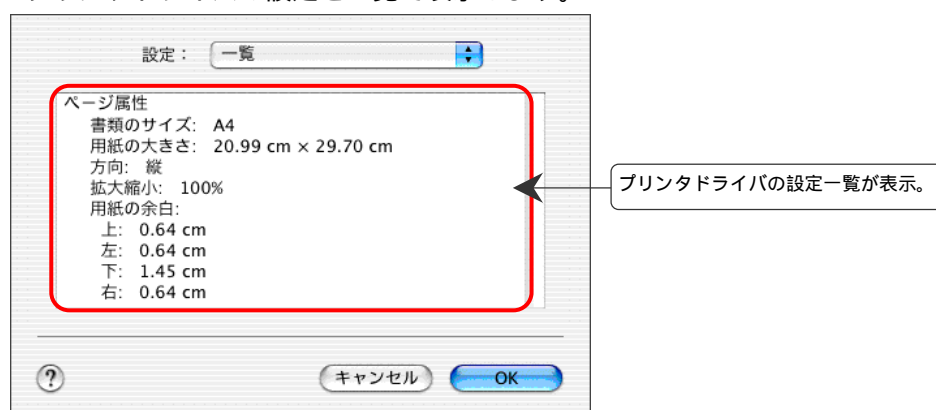 設定： 一覧
ページ属性
書類のサイズ: A4
用紙の大きさ: 20.99 cm × 29.70 cm
方向: 縦
拡大縮小: 100%
用紙の余白:
上: 0.64 cm
左: 0.64 cm
下: 1.45 cm
右: 0.64 cm
プリンタドライバの設定一覧が表示。
?
キャンセル OK